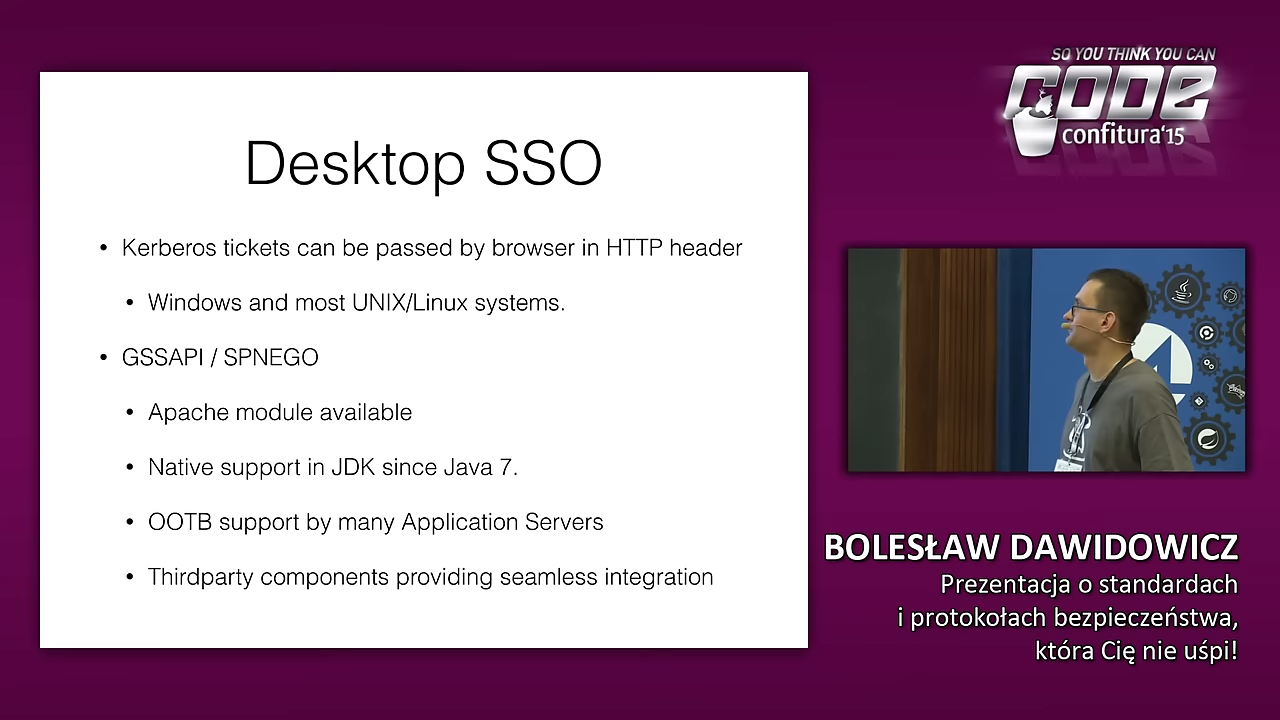 SO YOU THINK YOU CAN
CODE
confitura'15
Desktop SSO
• Kerberos tickets can be passed by browser in HTTP header
• Windows and most UNIX/Linux systems.
• GSSAPI / SPNEGO
• Apache module available
• Native support in JDK since Java 7.
• OOTB support by many Application Servers
• Thirdparty components providing seamless integration
BOLESŁAW DAWIDOWICZ
Prezentacja o standardach
i protokołach bezpieczeństwa,
która Cię nie uśpi!